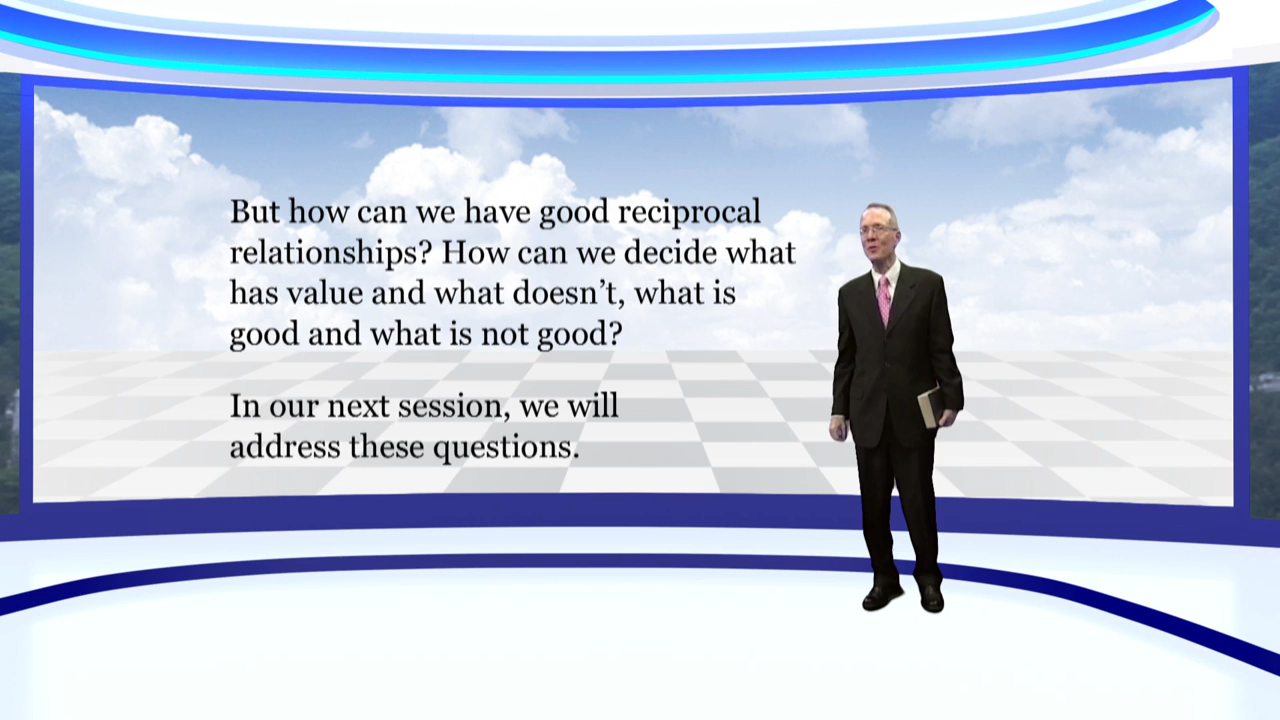 But how can we have good reciprocal
relationships? How can we decide what
has value and what doesn’t, what is
good and what is not good?
In our next session, we will
address these questions.